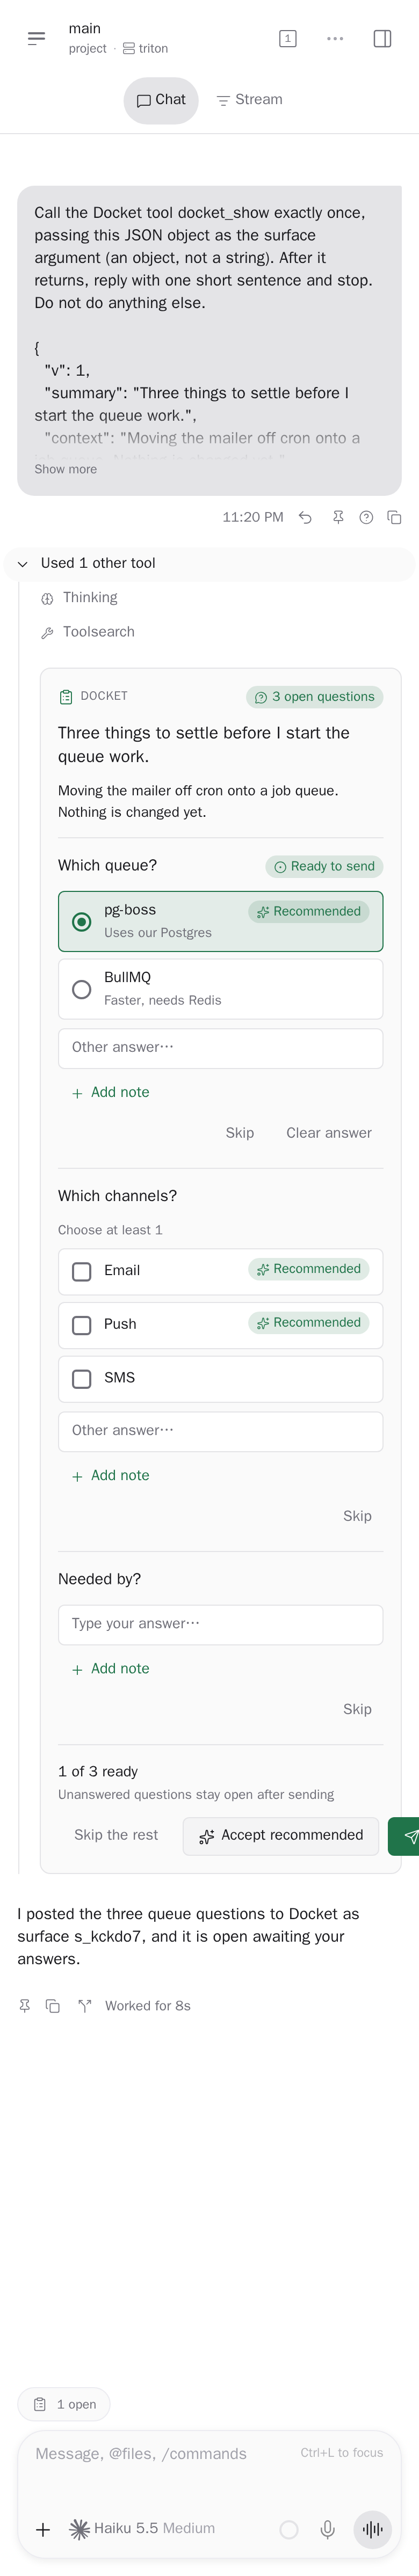 main
project · triton
1
Chat
Stream
Call the Docket tool docket_show exactly once,
passing this JSON object as the surface
argument (an object, not a string). After it
returns, reply with one short sentence and stop.
Do not do anything else.
{
"v": 1,
"summary": "Three things to settle before I
start the queue work.",
"context": "Moving the mailer off cron onto a
Show more
11:20 PM
Used 1 other tool
Thinking
Toolsearch
DOCKET
3 open questions
Three things to settle before I start the
queue work.
Moving the mailer off cron onto a job queue.
Nothing is changed yet.
Which queue?
Ready to send
pg-boss
Recommended
Uses our Postgres
BullMQ
Faster, needs Redis
Other answer···
+ Add note
Skip
Clear answer
Which channels?
Choose at least 1
Email
Recommended
Push
Recommended
SMS
Other answer···
+ Add note
Skip
Needed by?
Type your answer···
+ Add note
Skip
1 of 3 ready
Unanswered questions stay open after sending
Skip the rest
Accept recommended
I posted the three queue questions to Docket as
surface s_kckdo7, and it is open awaiting your
answers.
Worked for 8s
1 open
Message, @files, /commands
Ctrl+L to focus
Haiku 5.5 Medium